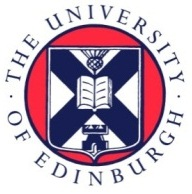 · THE UNIVERSITY ·
OF EDINBURGH